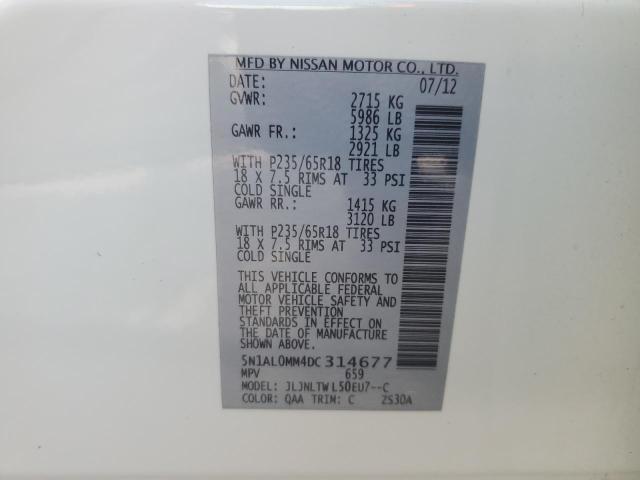 MFD BY NISSAN MOTOR CO., LTD.
DATE: 07/12
GVWR: 2715 KG
5986 LB
GAWR FR.: 1325 KG
2921 LB
WITH P235/65R18 TIRES
18 X 7.5 RIMS AT 33 PSI
COLD SINGLE
GAWR RR.: 1415 KG
3120 LB
WITH P235/65R18 TIRES
18 X 7.5 RIMS AT 33 PSI
COLD SINGLE
THIS VEHICLE CONFORMS TO
ALL APPLICABLE FEDERAL
MOTOR VEHICLE SAFETY AND
THEFT PREVENTION
STANDARDS IN EFFECT ON
THE DATE OF MANUFACTURE
SHOWN ABOVE.
5N1AL0MM4DC314677
MPV 659
MODEL: JLJNLTWL50EU7--C
COLOR: QAA TRIM: C 2S30A